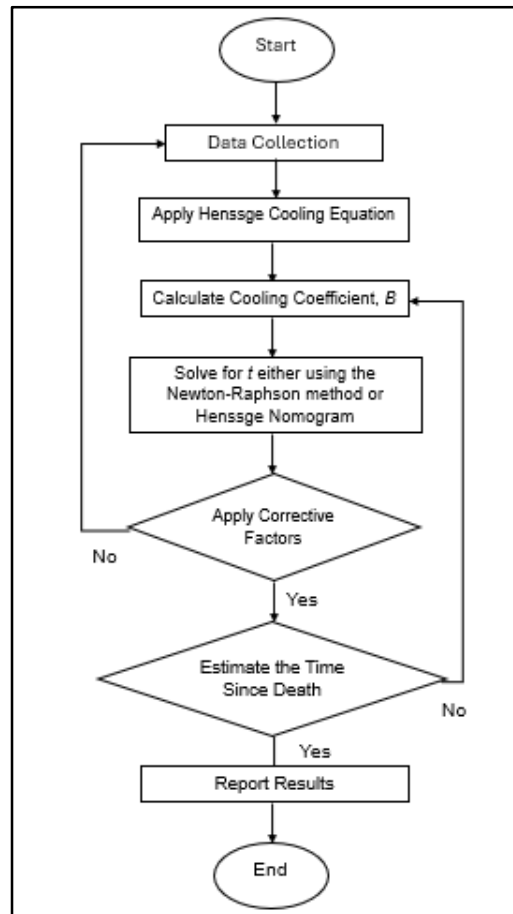 Start
Data Collection
Apply Henssge Cooling Equation
Calculate Cooling Coefficient, B
Solve for t either using the
Newton-Raphson method or
Henssge Nomogram
Apply Corrective
Factors
No
Yes
Estimate the Time
Since Death
No
Yes
Report Results
End